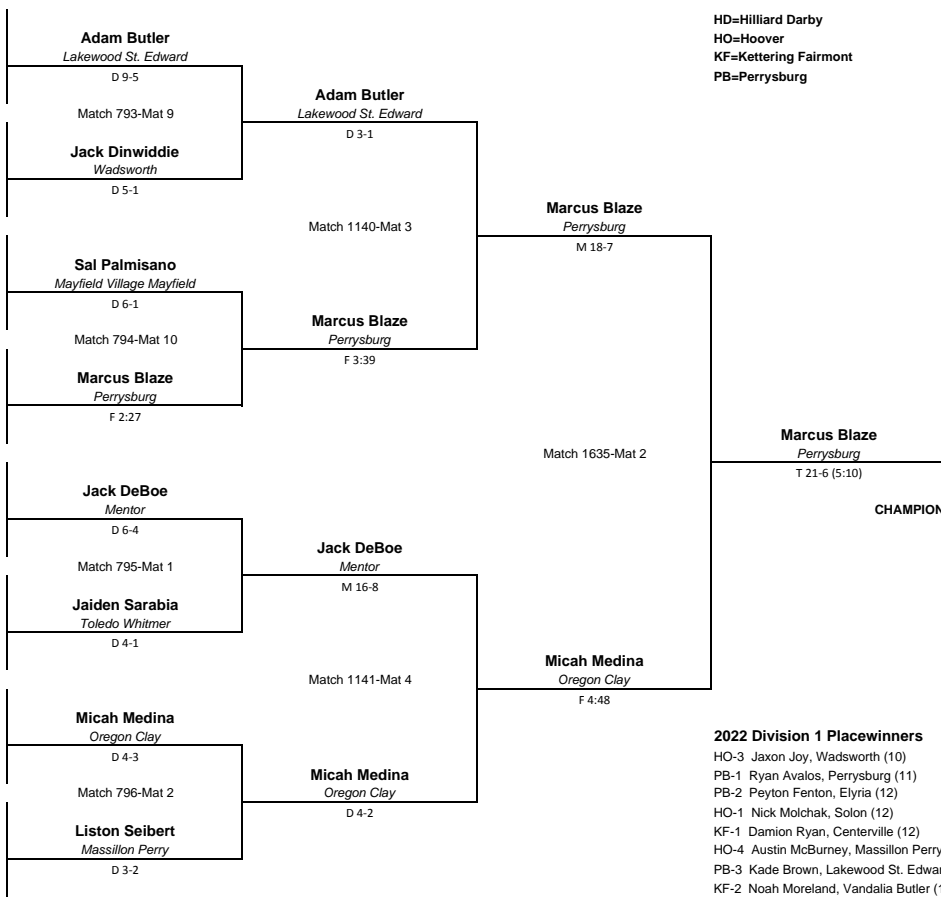 HD=Hilliard Darby
HO=Hoover
KF=Kettering Fairmont
PB=Perrysburg
Adam Butler
Lakewood St. Edward
D 9-5
Match 793-Mat 9
Jack Dinwiddie
Wadsworth
D 5-1
Sal Palmisano
Mayfield Village Mayfield
D 6-1
Match 794-Mat 10
Marcus Blaze
Perrysburg
F 2:27
Jack DeBoe
Mentor
D 6-4
Match 795-Mat 1
Jaiden Sarabia
Toledo Whitmer
D 4-1
Micah Medina
Oregon Clay
D 4-3
Match 796-Mat 2
Liston Seibert
Massillon Perry
D 3-2
Adam Butler
Lakewood St. Edward
D 3-1
Match 1140-Mat 3
Marcus Blaze
Perrysburg
F 3:39
Jack DeBoe
Mentor
M 16-8
Match 1141-Mat 4
Micah Medina
Oregon Clay
D 4-2
Marcus Blaze
Perrysburg
M 18-7
Match 1635-Mat 2
Micah Medina
Oregon Clay
F 4:48
Marcus Blaze
Perrysburg
T 21-6 (5:10)
CHAMPION
2022 Division 1 Placewinners
HO-3 Jaxon Joy, Wadsworth (10)
PB-1 Ryan Avalos, Perrysburg (11)
PB-2 Peyton Fenton, Elyria (12)
HO-1 Nick Molchak, Solon (12)
KF-1 Damion Ryan, Centerville (12)
HO-4 Austin McBurney, Massillon Perry
PB-3 Kade Brown, Lakewood St. Edwar
KF-2 Noah Moreland, Vandalia Butler (1